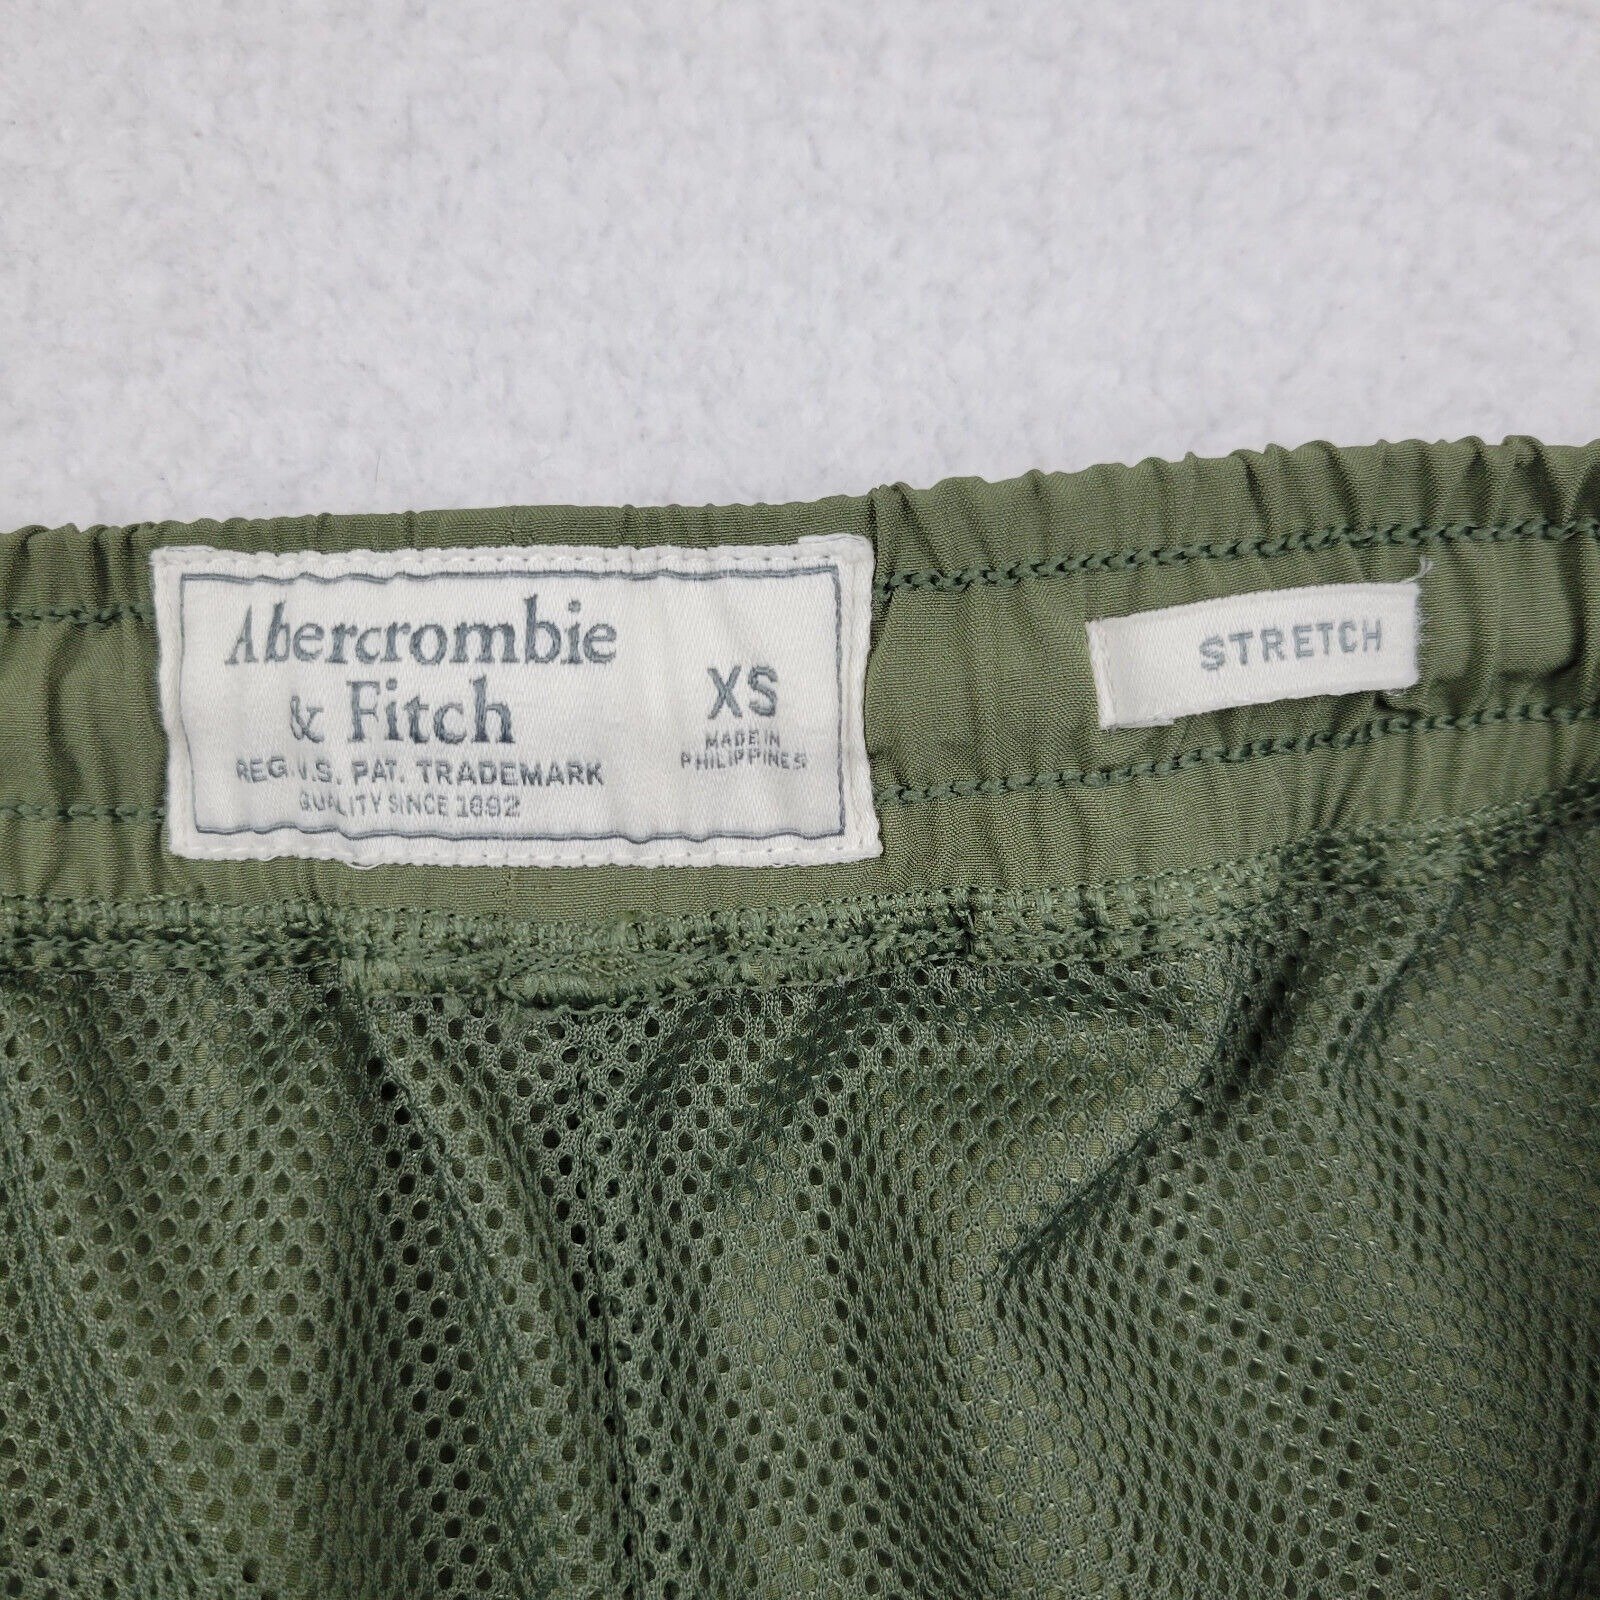 Abercrombie
& Fitch
REG. U.S. PAT. TRADEMARK
QUALITY SINCE 1892
XS
MADE IN
PHILIPPINES
STRETCH